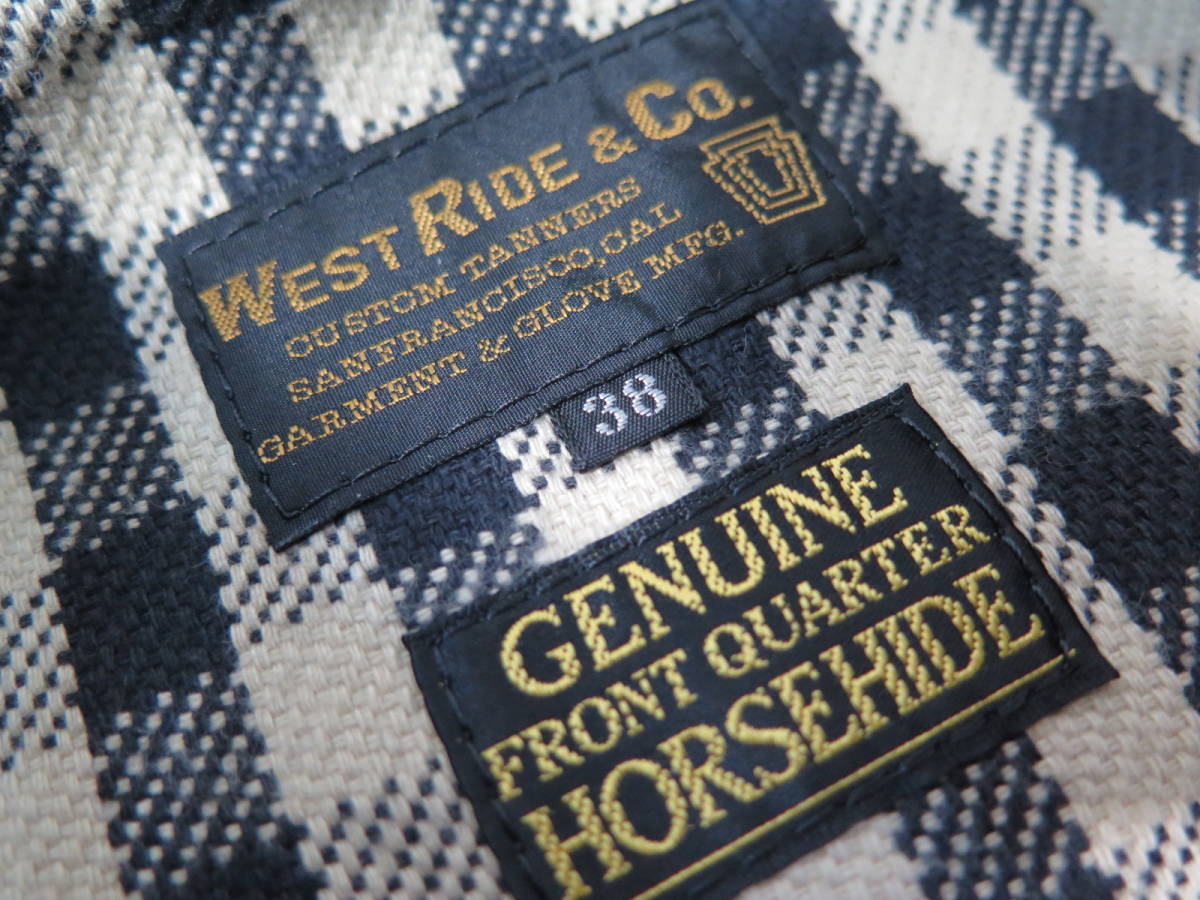 WEST RIDE & CO.
CUSTOM TANNERS
SANFRANCISCO,CAL
GARMENT & GLOVE MFG.
38
GENUINE
FRONT QUARTER
HORSEHIDE